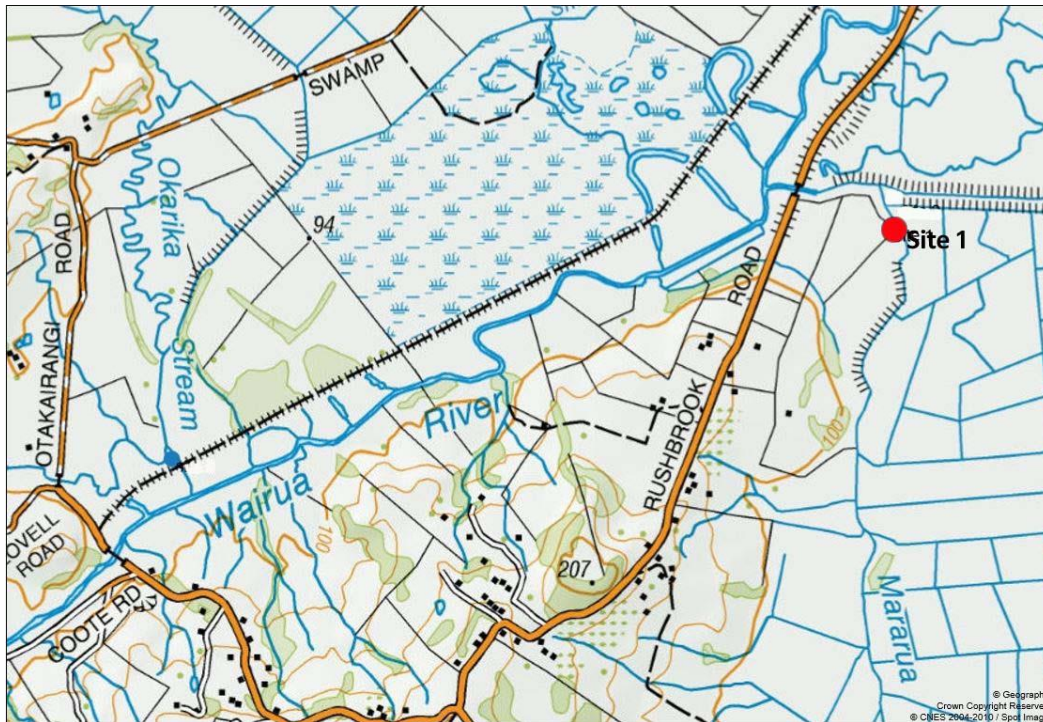 SWAMP
Okarika
Stream
94
OTAKAIRANGI
ROAD
Site 1
ROAD
RUSHBROOK
River
Wairua
100
100
207
ROAD
COOTE RD
Mararua
© Geograph
Crown Copyright Reserve
© CNES 2004-2010 / Spot Imag